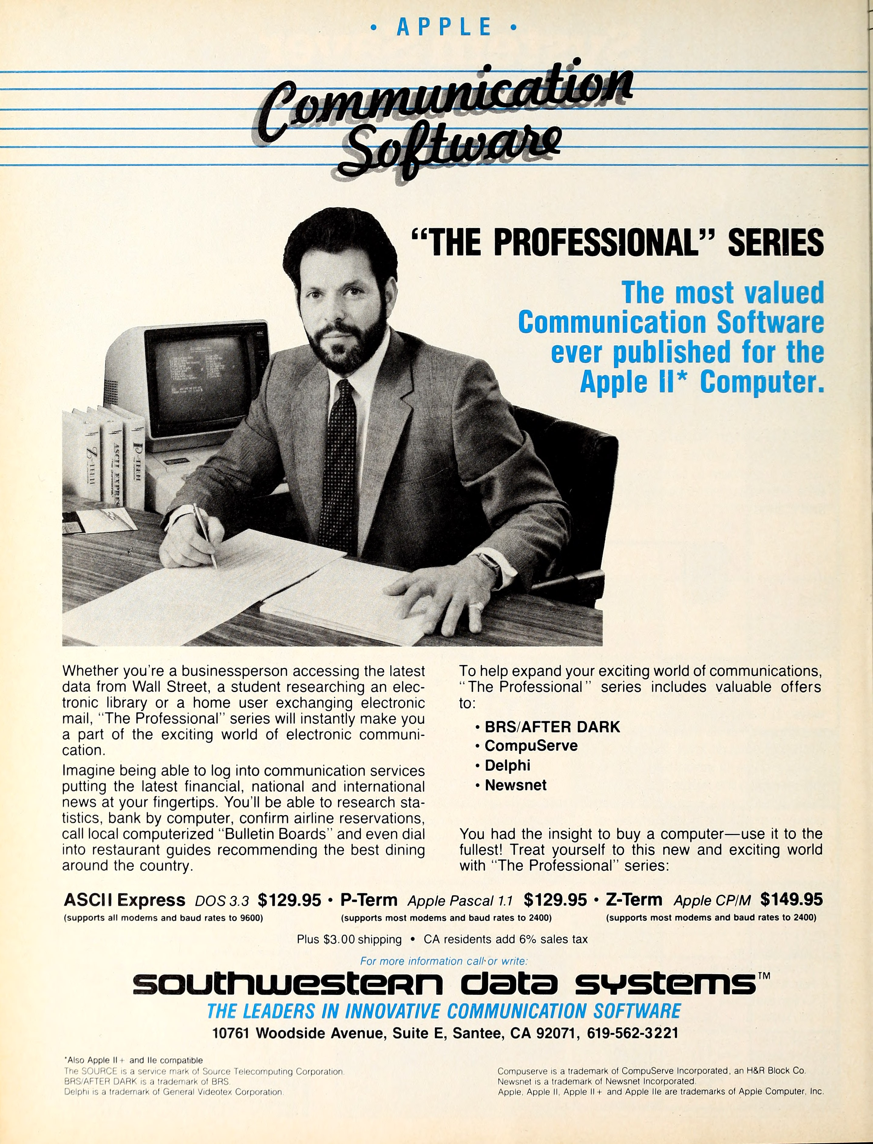 • APPLE •
Communication
Software
“THE PROFESSIONAL” SERIES
The most valued
Communication Software
ever published for the
Apple II* Computer.
Z-TERM
ASCII EXPRESS
P-TERM
Whether you’re a businessperson accessing the latest
data from Wall Street, a student researching an elec-
tronic library or a home user exchanging electronic
mail, “The Professional” series will instantly make you
a part of the exciting world of electronic communi-
cation.
Imagine being able to log into communication services
putting the latest financial, national and international
news at your fingertips. You’ll be able to research sta-
tistics, bank by computer, confirm airline reservations,
call local computerized “Bulletin Boards” and even dial
into restaurant guides recommending the best dining
around the country.
To help expand your exciting world of communications,
“The Professional” series includes valuable offers
to:
• BRS/AFTER DARK
• CompuServe
• Delphi
• Newsnet
You had the insight to buy a computer—use it to the
fullest! Treat yourself to this new and exciting world
with “The Professional” series:
ASCII Express DOS 3.3 $129.95 • P-Term Apple Pascal 1.1 $129.95 • Z-Term Apple CP/M $149.95
(supports all modems and baud rates to 9600) (supports most modems and baud rates to 2400) (supports most modems and baud rates to 2400)
Plus $3.00 shipping • CA residents add 6% sales tax
For more information call or write:
southwestern data systems™
THE LEADERS IN INNOVATIVE COMMUNICATION SOFTWARE
10761 Woodside Avenue, Suite E, Santee, CA 92071, 619-562-3221
*Also Apple II+ and IIe compatible
The SOURCE is a service mark of Source Telecomputing Corporation.
BRS/AFTER DARK is a trademark of BRS.
Delphi is a trademark of General Videotex Corporation.
Compuserve is a trademark of CompuServe Incorporated, an H&R Block Co.
Newsnet is a trademark of Newsnet Incorporated.
Apple, Apple II, Apple II+ and Apple IIe are trademarks of Apple Computer, Inc.